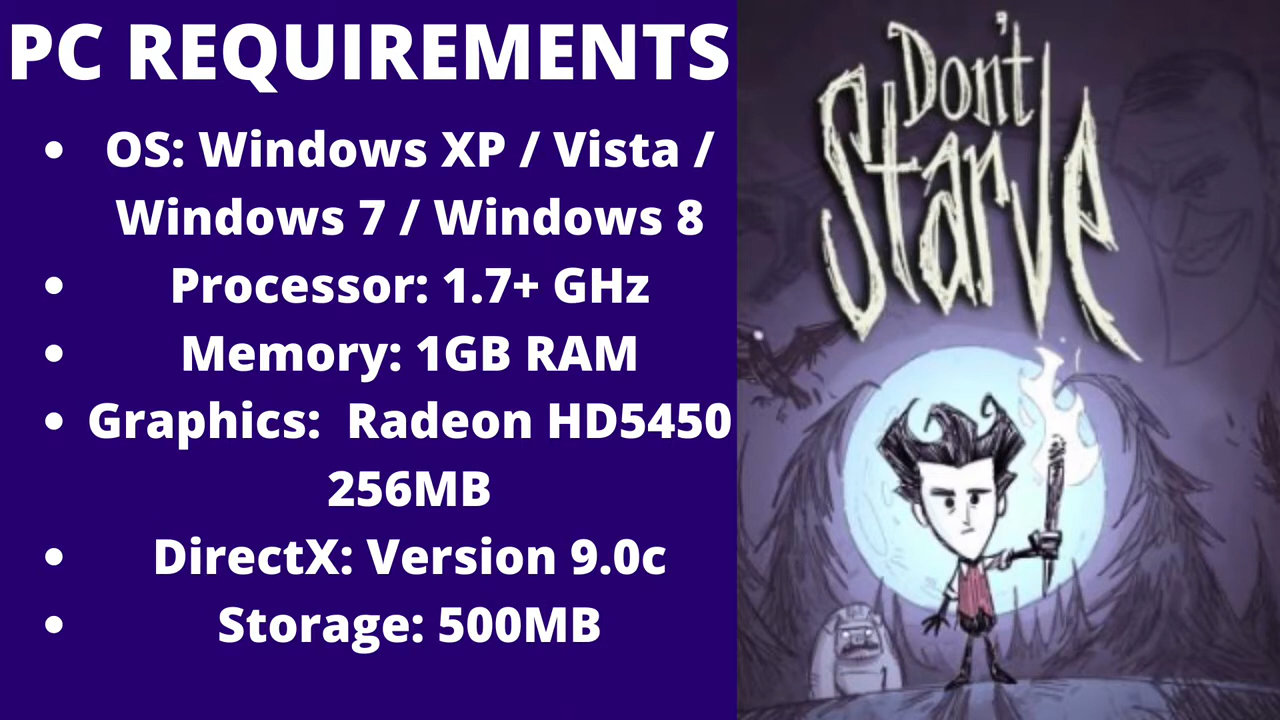 PC REQUIREMENTS
• OS: Windows XP / Vista /
Windows 7 / Windows 8
• Processor: 1.7+ GHz
• Memory: 1GB RAM
• Graphics:  Radeon HD5450
256MB
• DirectX: Version 9.0c
• Storage: 500MB
Don't
Starve